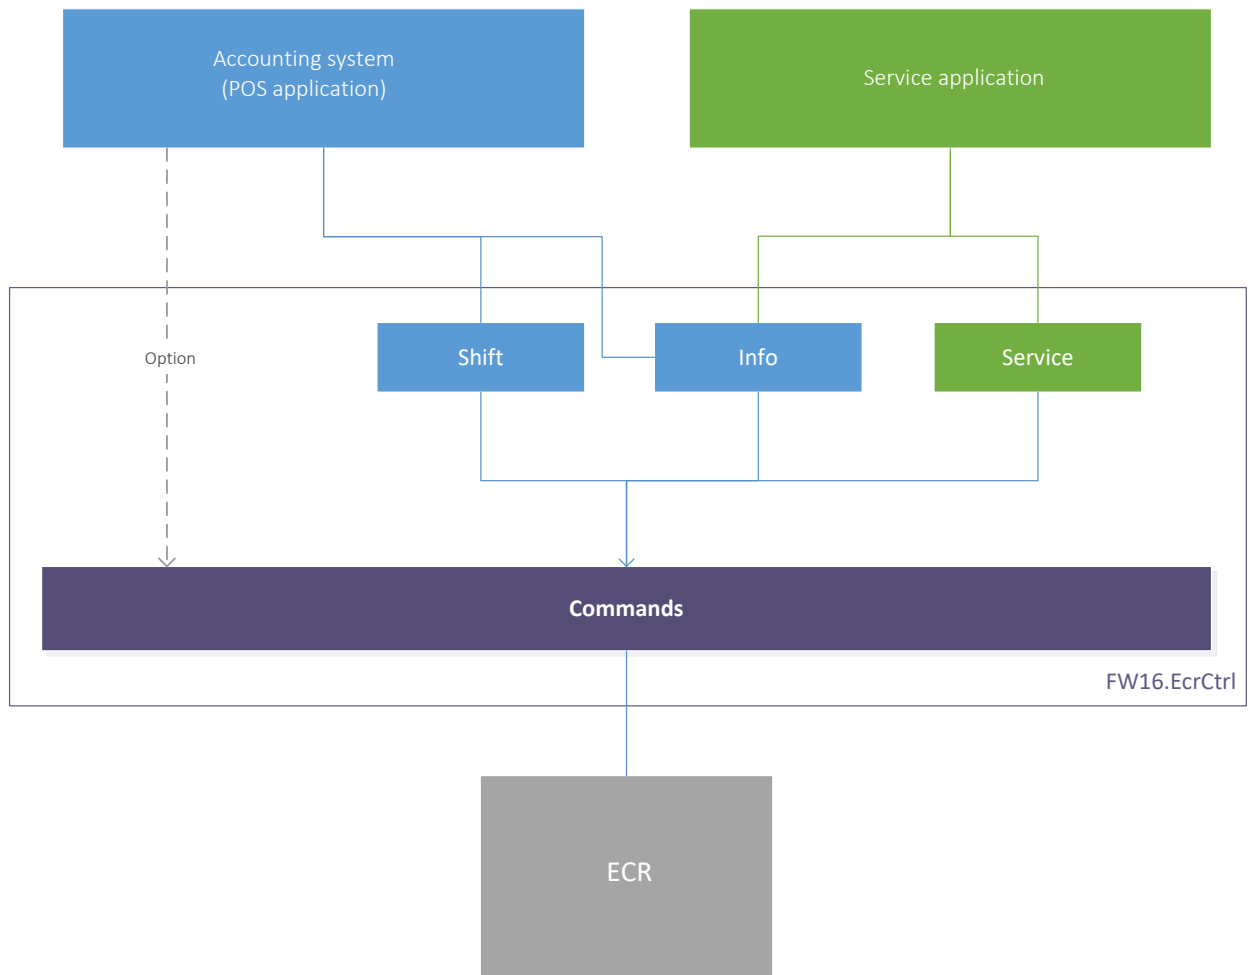 Accounting system
(POS application)
Service application
Option
Shift
Info
Service
Commands
FW16.EcrCtrl
ECR